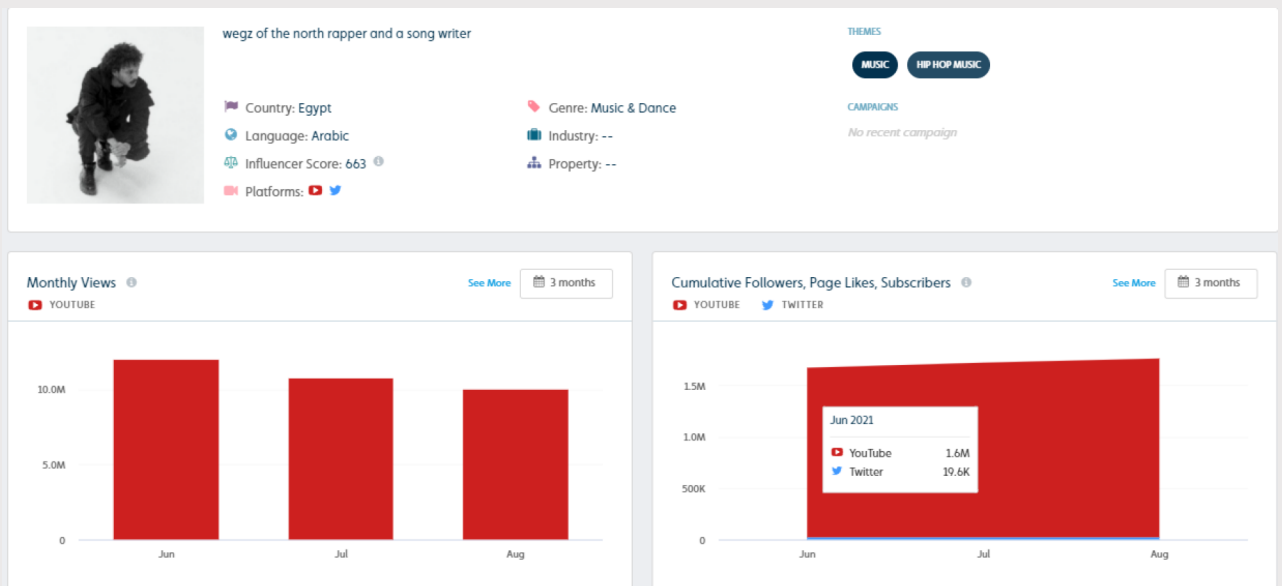 wegz of the north rapper and a song writer
Country: Egypt
Language: Arabic
Influencer Score: 663
Platforms:
Genre: Music & Dance
Industry: --
Property: --
THEMES
MUSIC HIP HOP MUSIC
CAMPAIGNS
No recent campaign
Monthly Views
See More 3 months
YOUTUBE
10.0M
5.0M
0
Jun Jul Aug
Cumulative Followers, Page Likes, Subscribers
See More 3 months
YOUTUBE TWITTER
1.5M
1.0M
500K
0
Jun 2021
YouTube 1.6M
Twitter 19.6K
Jun Jul Aug